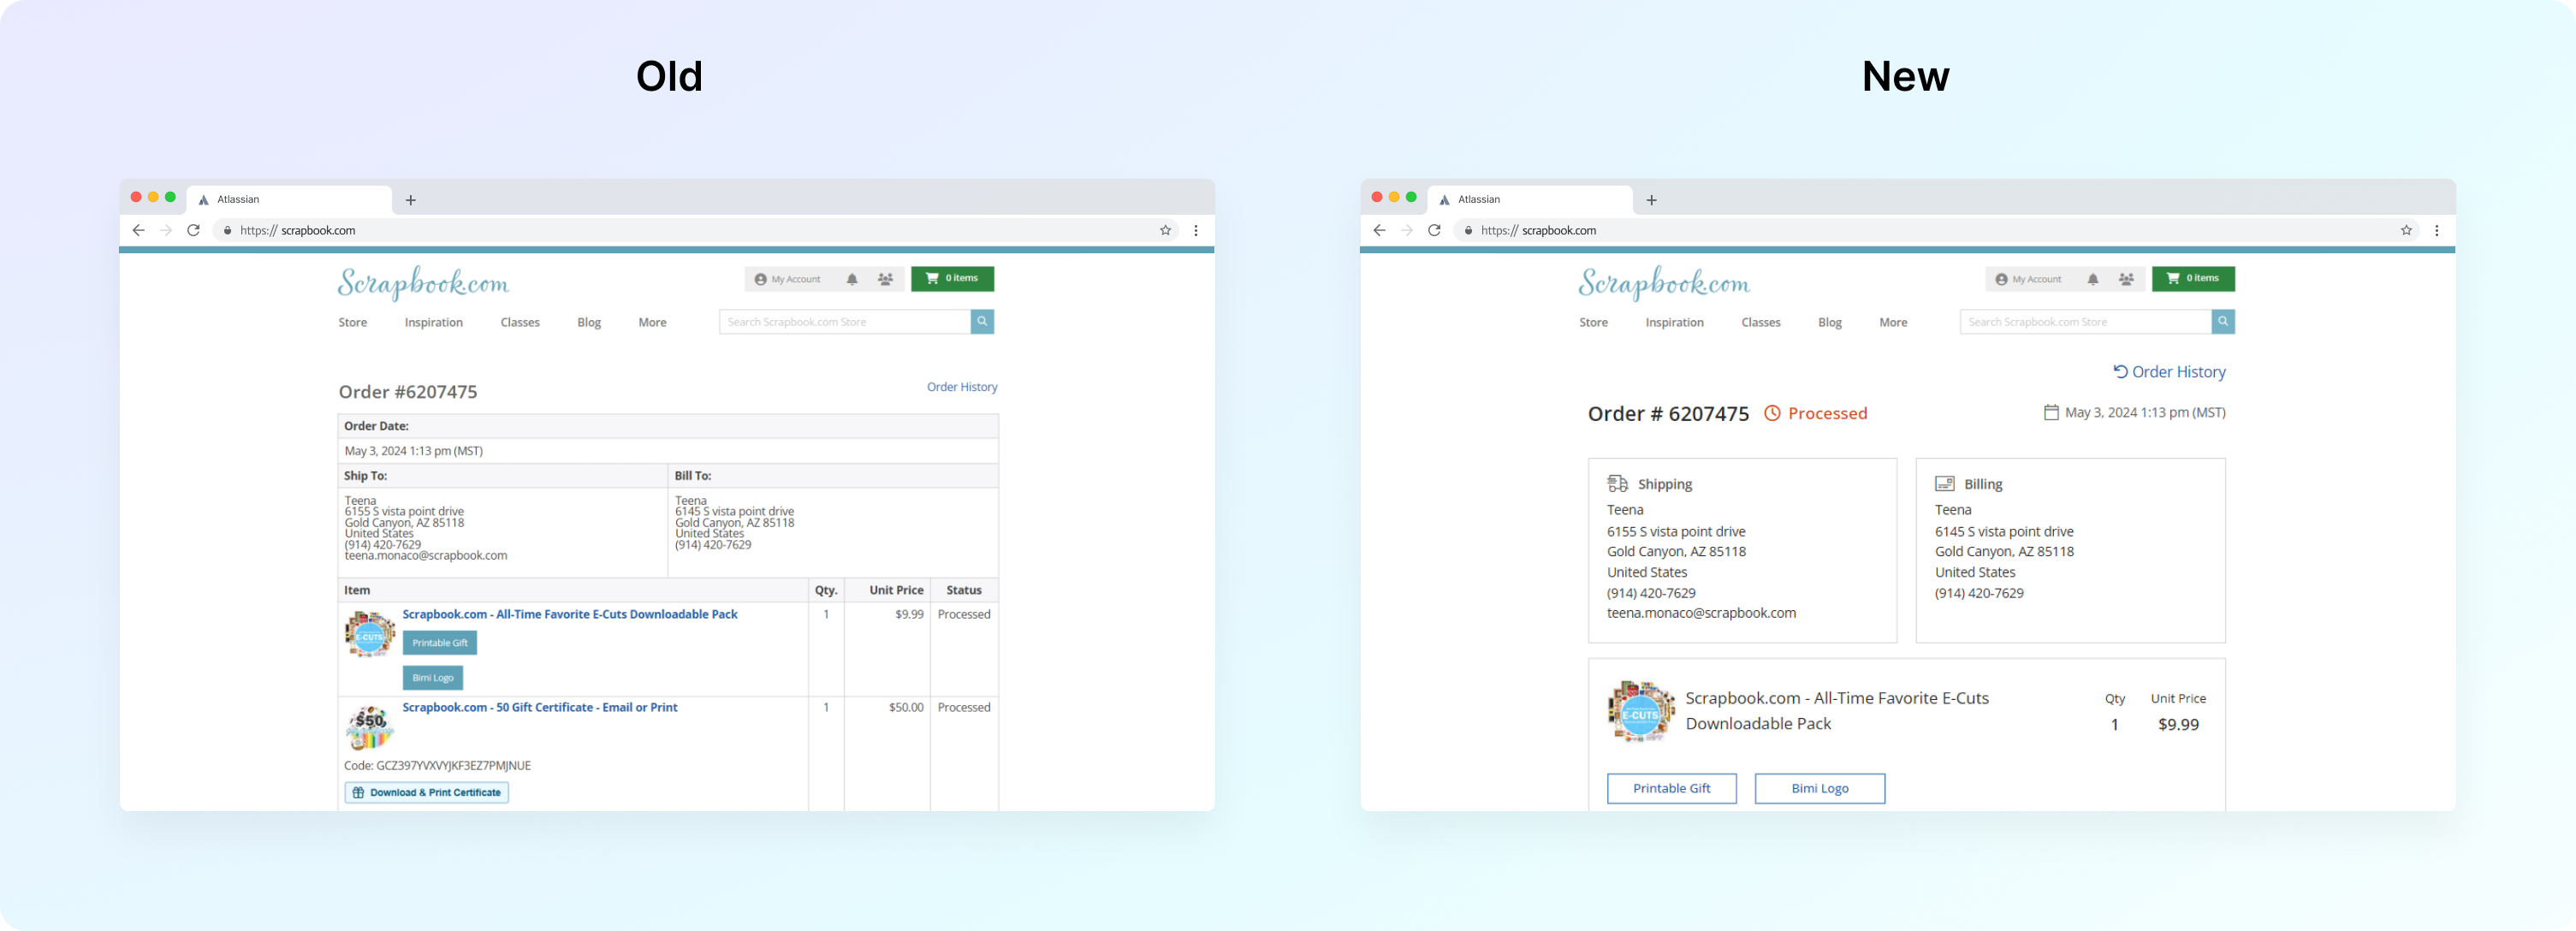 Old
New
Atlassian
https:// scrapbook.com
Scrapbook.com
My Account
0 items
Store
Inspiration
Classes
Blog
More
Search Scrapbook.com Store
Order #6207475
Order History
Order Date:
May 3, 2024 1:13 pm (MST)
Ship To:
Bill To:
Teena
6155 S vista point drive
Gold Canyon, AZ 85118
United States
(914) 420-7629
teena.monaco@scrapbook.com
Teena
6145 S vista point drive
Gold Canyon, AZ 85118
United States
(914) 420-7629
Item
Qty.
Unit Price
Status
E-CUTS
Scrapbook.com - All-Time Favorite E-Cuts Downloadable Pack
1
$9.99
Processed
Printable Gift
Bimi Logo
$50
Scrapbook.com - 50 Gift Certificate - Email or Print
1
$50.00
Processed
Code: GCZ397YVXVYJKF3EZ7PMJNUE
Download & Print Certificate
Atlassian
https:// scrapbook.com
Scrapbook.com
My Account
0 items
Store
Inspiration
Classes
Blog
More
Search Scrapbook.com Store
Order History
Order # 6207475
Processed
May 3, 2024 1:13 pm (MST)
Shipping
Teena
6155 S vista point drive
Gold Canyon, AZ 85118
United States
(914) 420-7629
teena.monaco@scrapbook.com
Billing
Teena
6145 S vista point drive
Gold Canyon, AZ 85118
United States
(914) 420-7629
E-CUTS
Scrapbook.com - All-Time Favorite E-Cuts
Downloadable Pack
Qty
1
Unit Price
$9.99
Printable Gift
Bimi Logo